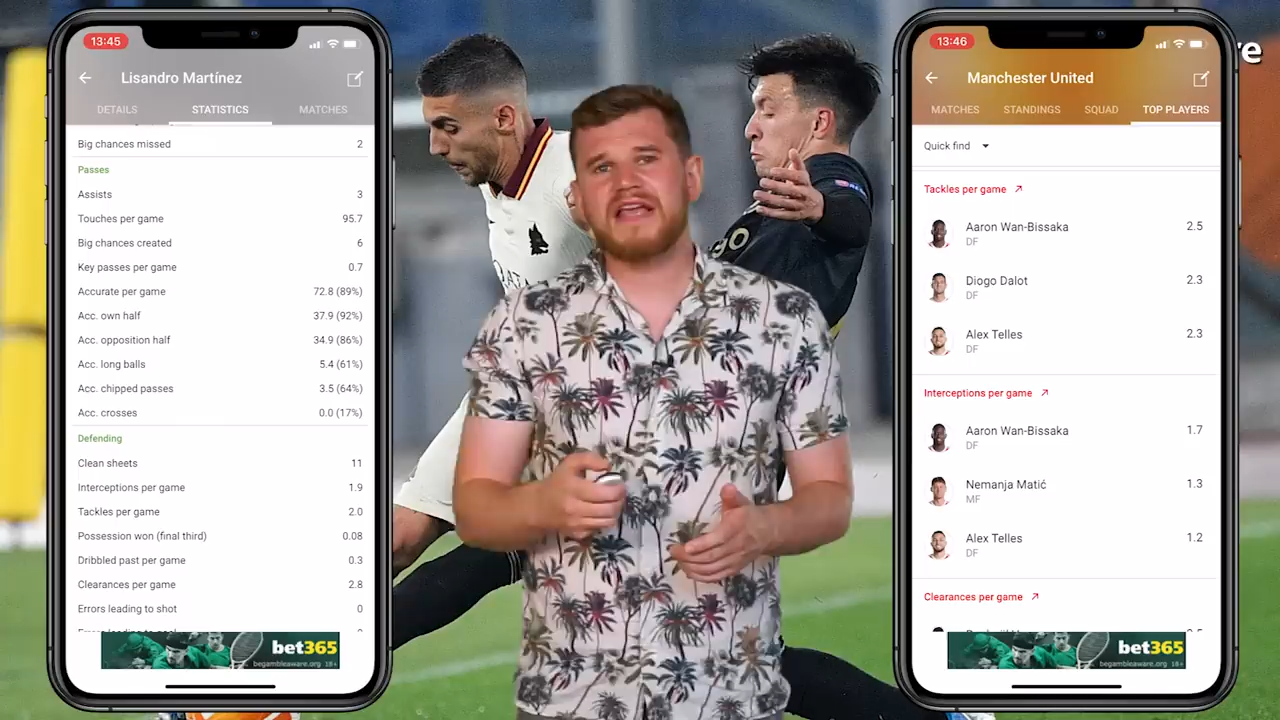 13:45
Lisandro Martínez
DETAILS STATISTICS MATCHES
Big chances missed 2
Passes
Assists 3
Touches per game 95.7
Big chances created 6
Key passes per game 0.7
Accurate per game 72.8 (89%)
Acc. own half 37.9 (92%)
Acc. opposition half 34.9 (86%)
Acc. long balls 5.4 (61%)
Acc. chipped passes 3.5 (64%)
Acc. crosses 0.0 (17%)
Defending
Clean sheets 11
Interceptions per game 1.9
Tackles per game 2.0
Possession won (final third) 0.08
Dribbled past per game 0.3
Clearances per game 2.8
Errors leading to shot 0
bet365
begambleaware.org 18+
13:46
Manchester United
MATCHES STANDINGS SQUAD TOP PLAYERS
Quick find
Tackles per game
Aaron Wan-Bissaka 2.5
DF
Diogo Dalot 2.3
DF
Alex Telles 2.3
DF
Interceptions per game
Aaron Wan-Bissaka 1.7
DF
Nemanja Matić 1.3
MF
Alex Telles 1.2
DF
Clearances per game
bet365
begambleaware.org 18+